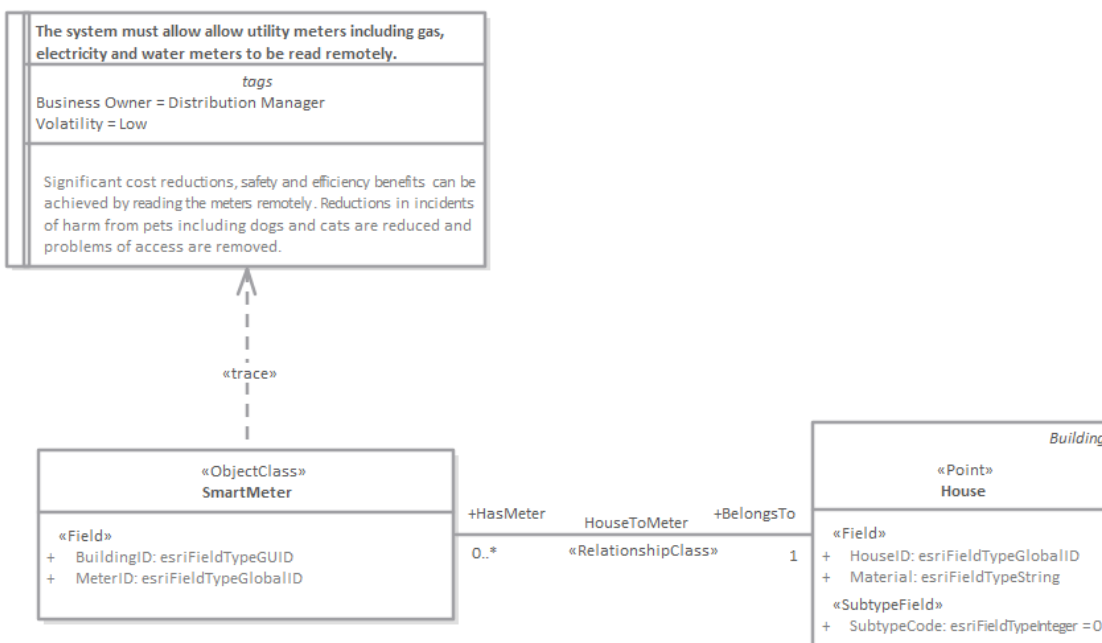 The system must allow allow utility meters including gas,
electricity and water meters to be read remotely.
tags
Business Owner = Distribution Manager
Volatility = Low
Significant cost reductions, safety and efficiency benefits can be
achieved by reading the meters remotely. Reductions in incidents
of harm from pets including dogs and cats are reduced and
problems of access are removed.
«trace»
«ObjectClass»
SmartMeter
«Field»
+ BuildingID: esriFieldTypeGUID
+ MeterID: esriFieldTypeGlobalID
+HasMeter
0..*
HouseToMeter
«RelationshipClass»
+BelongsTo
1
Building
«Point»
House
«Field»
+ HouseID: esriFieldTypeGlobalID
+ Material: esriFieldTypeString
«SubtypeField»
+ SubtypeCode: esriFieldTypeInteger = 0